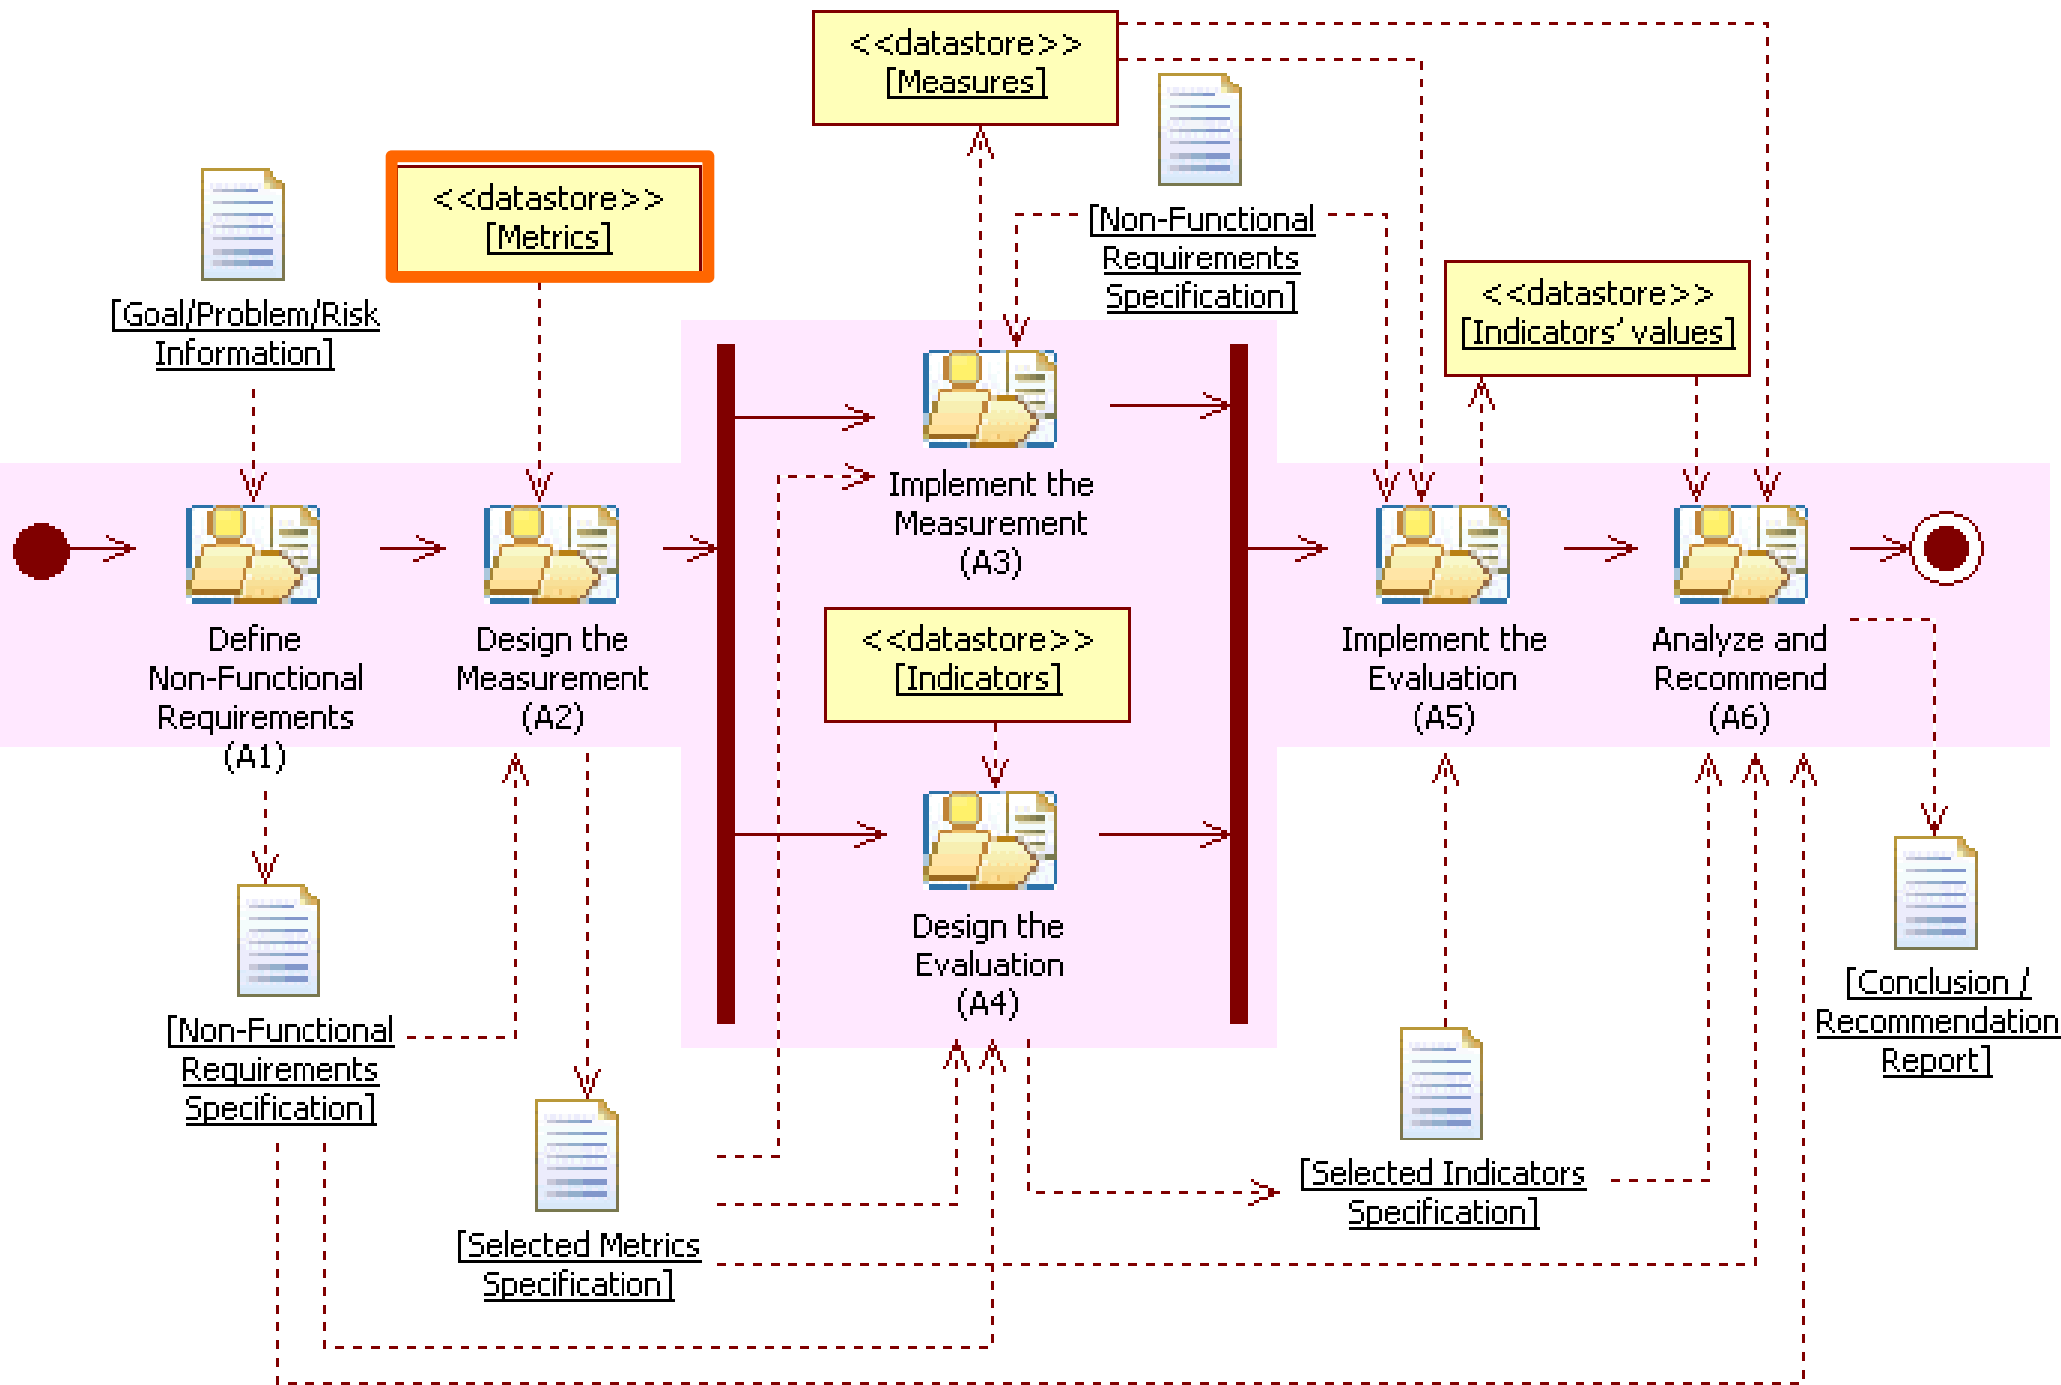 <<datastore>>
[Measures]
<<datastore>>
[Metrics]
[Goal/Problem/Risk
Information]
[Non-Functional
Requirements
Specification]
<<datastore>>
[Indicators' values]
Define
Non-Functional
Requirements
(A1)
Design the
Measurement
(A2)
Implement the
Measurement
(A3)
<<datastore>>
[Indicators]
Design the
Evaluation
(A4)
Implement the
Evaluation
(A5)
Analyze and
Recommend
(A6)
[Non-Functional
Requirements
Specification]
[Selected Metrics
Specification]
[Selected Indicators
Specification]
[Conclusion /
Recommendation
Report]